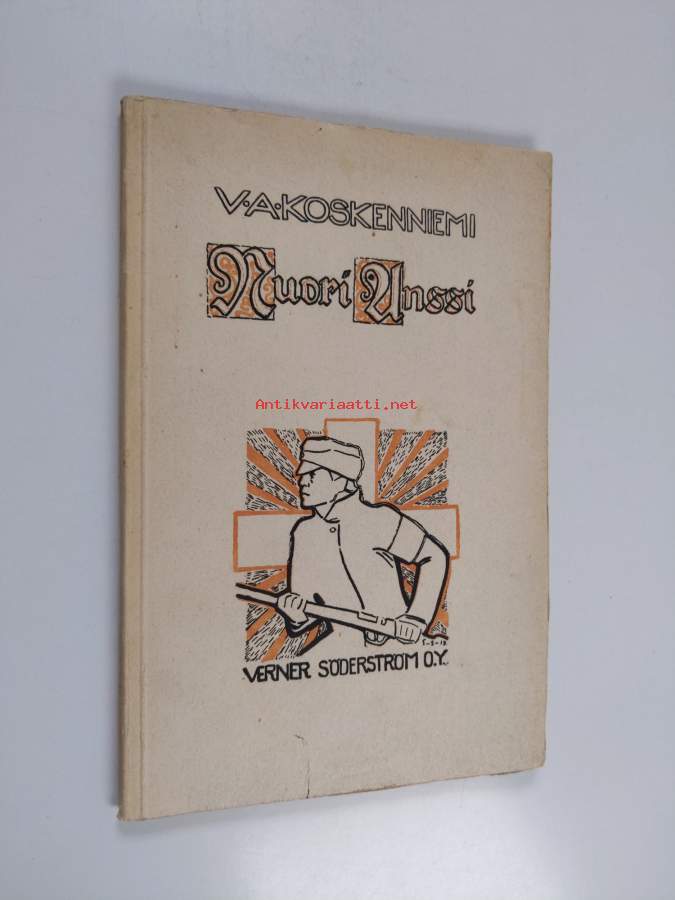 V·A·KOSKENNIEMI
Nuori Anssi
Antikvariaatti.net
VERNER SÖDERSTRÖM O.Y.